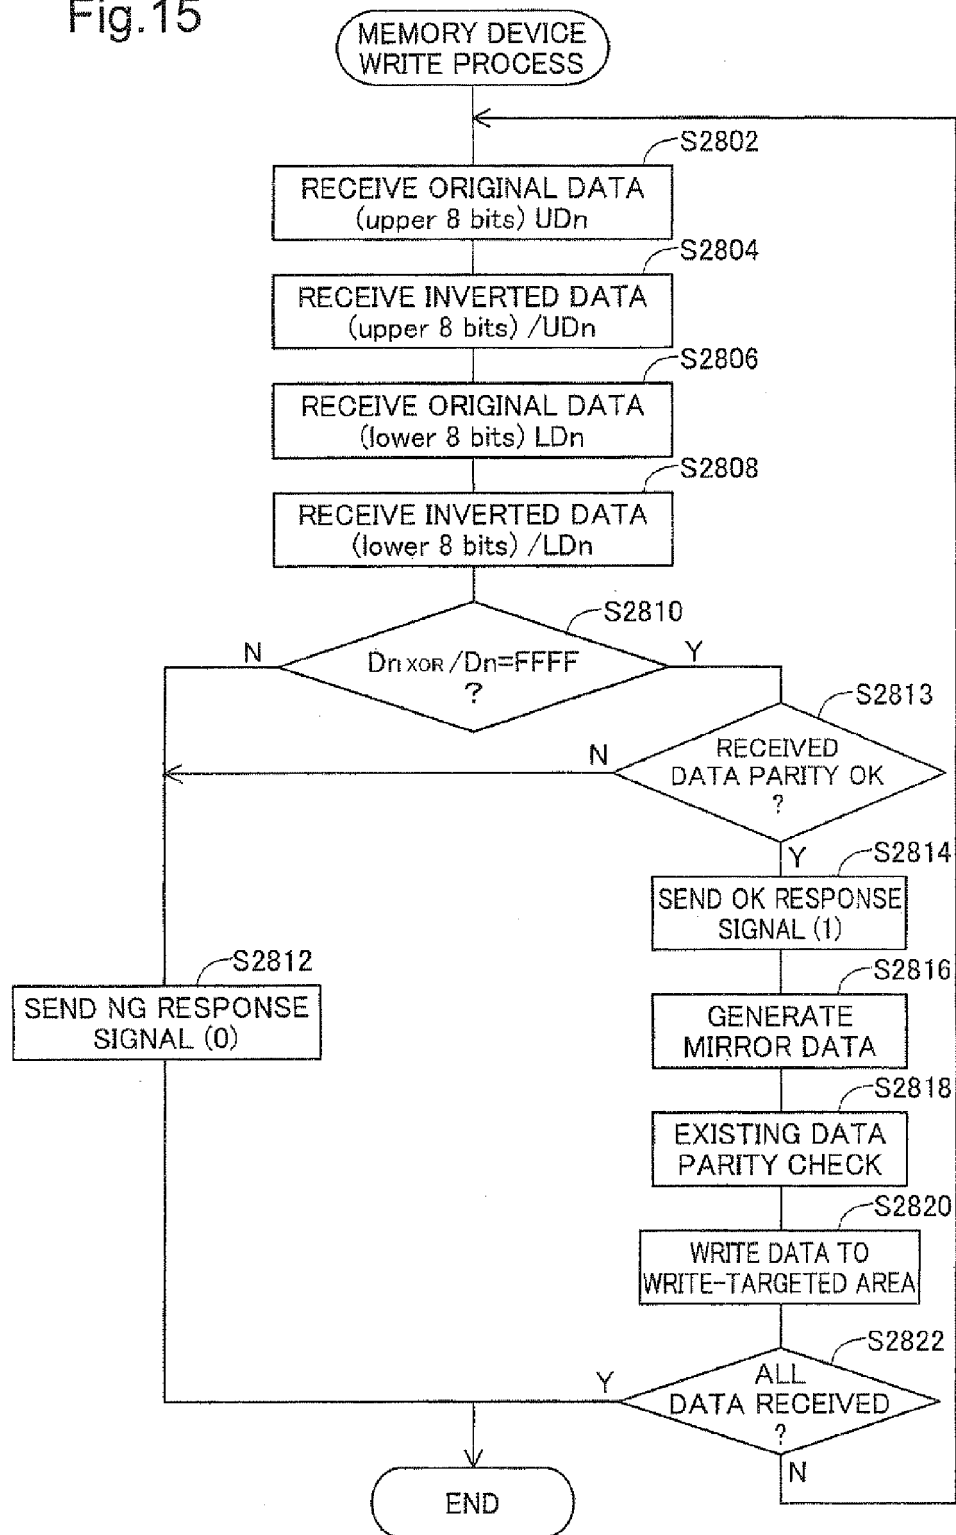 Fig.15
MEMORY DEVICE
WRITE PROCESS
S2802
RECEIVE ORIGINAL DATA
(upper 8 bits) UDn
S2804
RECEIVE INVERTED DATA
(upper 8 bits) /UDn
S2806
RECEIVE ORIGINAL DATA
(lower 8 bits) LDn
S2808
RECEIVE INVERTED DATA
(lower 8 bits) /LDn
S2810
N
Dn XOR /Dn=FFFF
?
Y
S2813
N
RECEIVED
DATA PARITY OK
?
Y
S2814
SEND OK RESPONSE
SIGNAL (1)
S2812
SEND NG RESPONSE
SIGNAL (0)
S2816
GENERATE
MIRROR DATA
S2818
EXISTING DATA
PARITY CHECK
S2820
WRITE DATA TO
WRITE-TARGETED AREA
S2822
Y
ALL
DATA RECEIVED
?
N
END